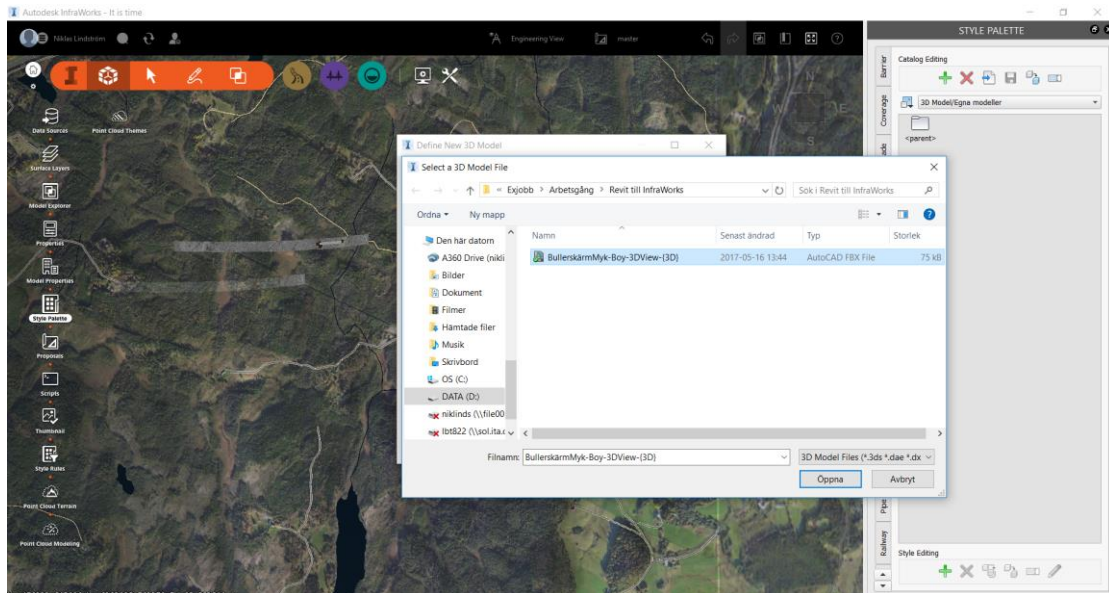 Autodesk InfraWorks - It is time
Niklas Lindström
Engineering View
master
STYLE PALETTE
Data Sources
Point Cloud Themes
Surface Layers
Model Explorer
Properties
Model Properties
Style Palette
Proposals
Scripts
Thumbnail
Style Rules
Point Cloud Terrain
Point Cloud Modeling
Define New 3D Model
Select a 3D Model File
« Exjobb > Arbetsgång > Revit till InfraWorks
Sök i Revit till InfraWorks
Ordna
Ny mapp
Namn
Senast ändrad
Typ
Storlek
Den här datorn
A360 Drive (nikli
Bilder
Dokument
Filmer
Hämtade filer
Musik
Skrivbord
OS (C:)
DATA (D:)
niklinds (\\file00
lbt822 (\\sol.ita.c
BullerskärmMyk-Boy-3DView-{3D}
2017-05-16 13:44
AutoCAD FBX File
75 kB
Filnamn:
BullerskärmMyk-Boy-3DView-{3D}
3D Model Files (*.3ds *.dae *.dx
Öppna
Avbryt
Catalog Editing
3D Model/Egna modeller
<parent>
Barrier
Coverage
Railway
Style Editing